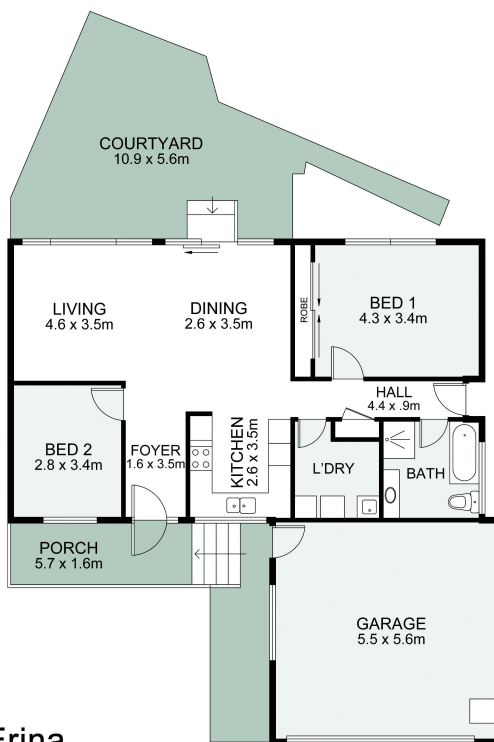 COURTYARD
10.9 x 5.6m
LIVING
4.6 x 3.5m
DINING
2.6 x 3.5m
ROBE
BED 1
4.3 x 3.4m
HALL
4.4 x .9m
BED 2
2.8 x 3.4m
FOYER
1.6 x 3.5m
KITCHEN
2.6 x 3.5m
L'DRY
BATH
PORCH
5.7 x 1.6m
GARAGE
5.5 x 5.6m
Erina